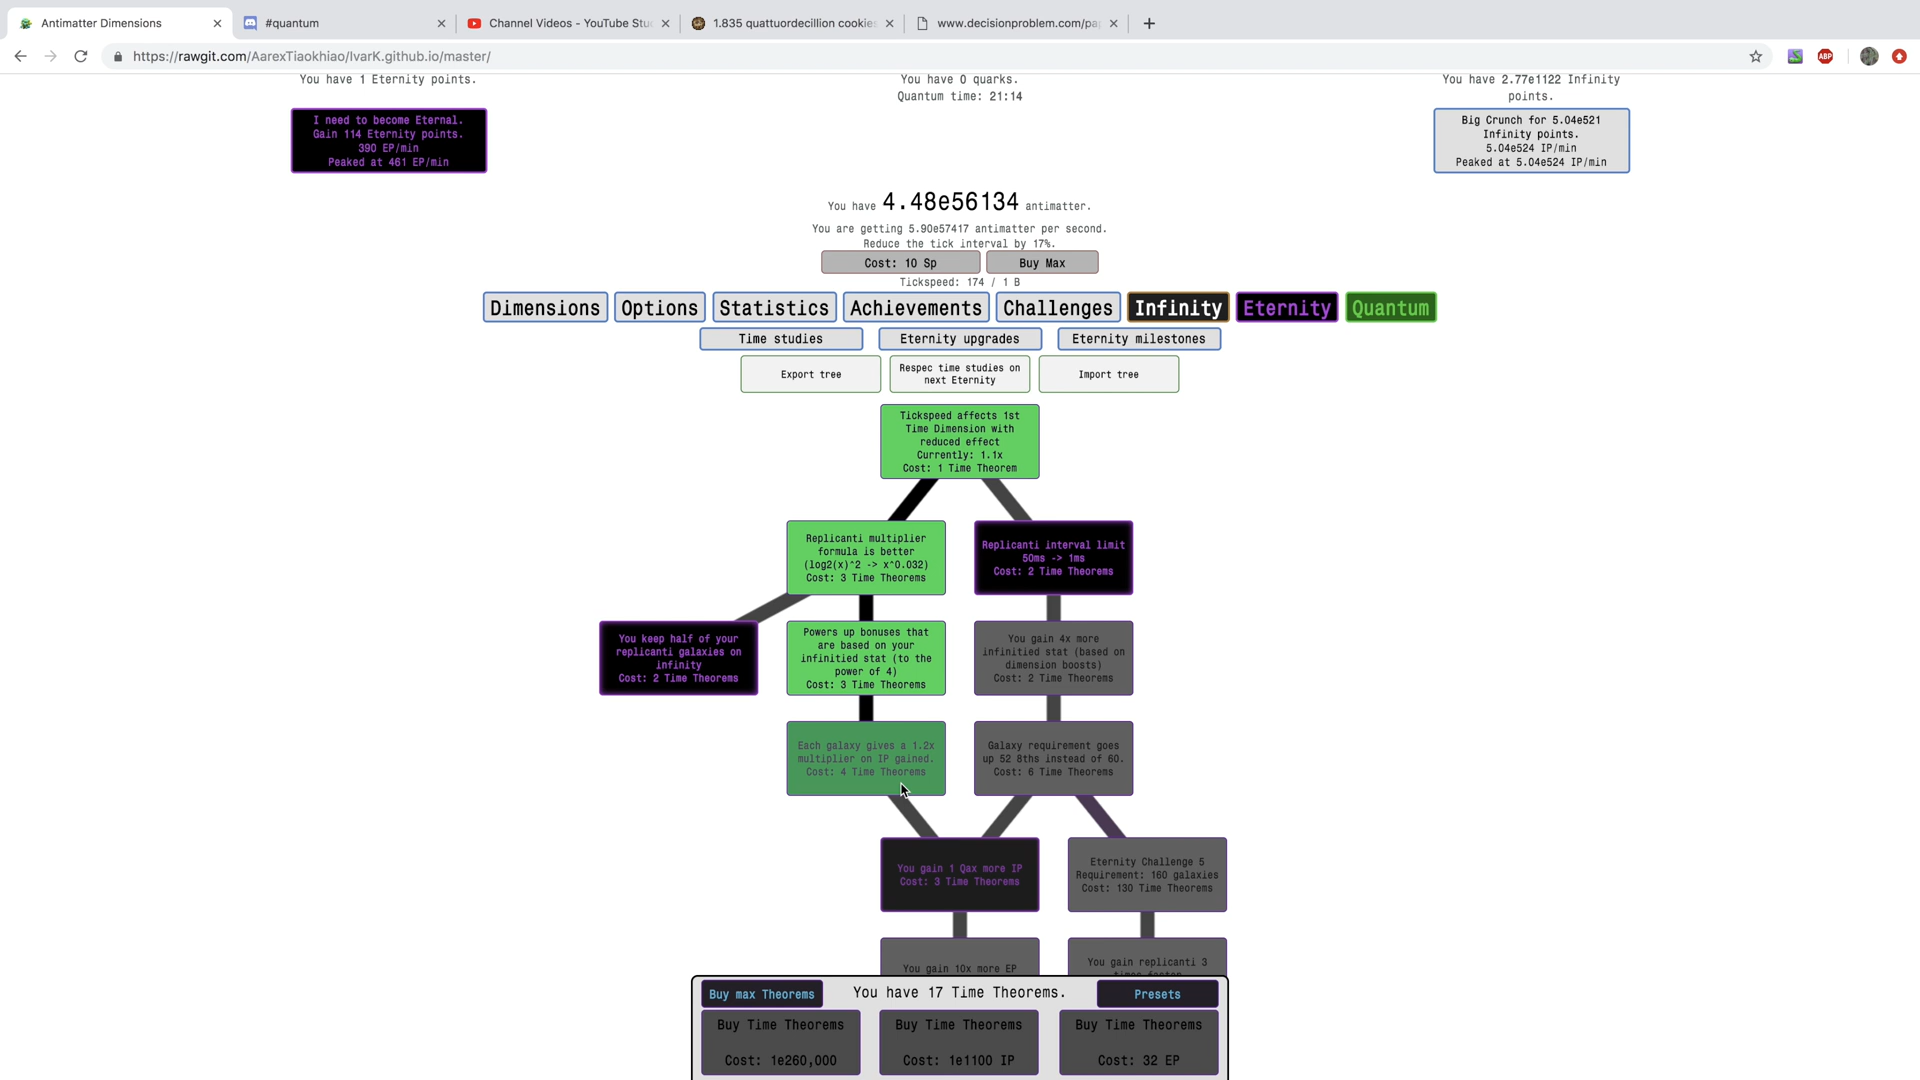 Antimatter Dimensions
#quantum
Channel Videos - YouTube Stu
1.835 quattuordecillion cookies
www.decisionproblem.com/pa
https://rawgit.com/AarexTiaokhiao/IvarK.github.io/master/
ABP
You have 1 Eternity points.
I need to become Eternal.
Gain 114 Eternity points.
390 EP/min
Peaked at 461 EP/min
You have 0 quarks.
Quantum time: 21:14
You have 2.77e1122 Infinity
points.
Big Crunch for 5.04e521
Infinity points.
5.04e524 IP/min
Peaked at 5.04e524 IP/min
You have 4.48e56134 antimatter.
You are getting 5.90e57417 antimatter per second.
Reduce the tick interval by 17%.
Cost: 10 Sp
Buy Max
Tickspeed: 174 / 1 B
Dimensions
Options
Statistics
Achievements
Challenges
Infinity
Eternity
Quantum
Time studies
Eternity upgrades
Eternity milestones
Export tree
Respec time studies on
next Eternity
Import tree
Tickspeed affects 1st
Time Dimension with
reduced effect
Currently: 1.1x
Cost: 1 Time Theorem
Replicanti multiplier
formula is better
(log2(x)^2 -> x^0.032)
Cost: 3 Time Theorems
Replicanti interval limit
50ms -> 1ms
Cost: 2 Time Theorems
You keep half of your
replicanti galaxies on
infinity
Cost: 2 Time Theorems
Powers up bonuses that
are based on your
infinitied stat (to the
power of 4)
Cost: 3 Time Theorems
You gain 4x more
infinitied stat (based on
dimension boosts)
Cost: 2 Time Theorems
Each galaxy gives a 1.2x
multiplier on IP gained.
Cost: 4 Time Theorems
Galaxy requirement goes
up 52 8ths instead of 60.
Cost: 6 Time Theorems
You gain 1 Qax more IP
Cost: 3 Time Theorems
Eternity Challenge 5
Requirement: 160 galaxies
Cost: 130 Time Theorems
You gain 10x more EP
You gain replicanti 3
Buy max Theorems
You have 17 Time Theorems.
Presets
Buy Time Theorems
Cost: 1e260,000
Buy Time Theorems
Cost: 1e1100 IP
Buy Time Theorems
Cost: 32 EP